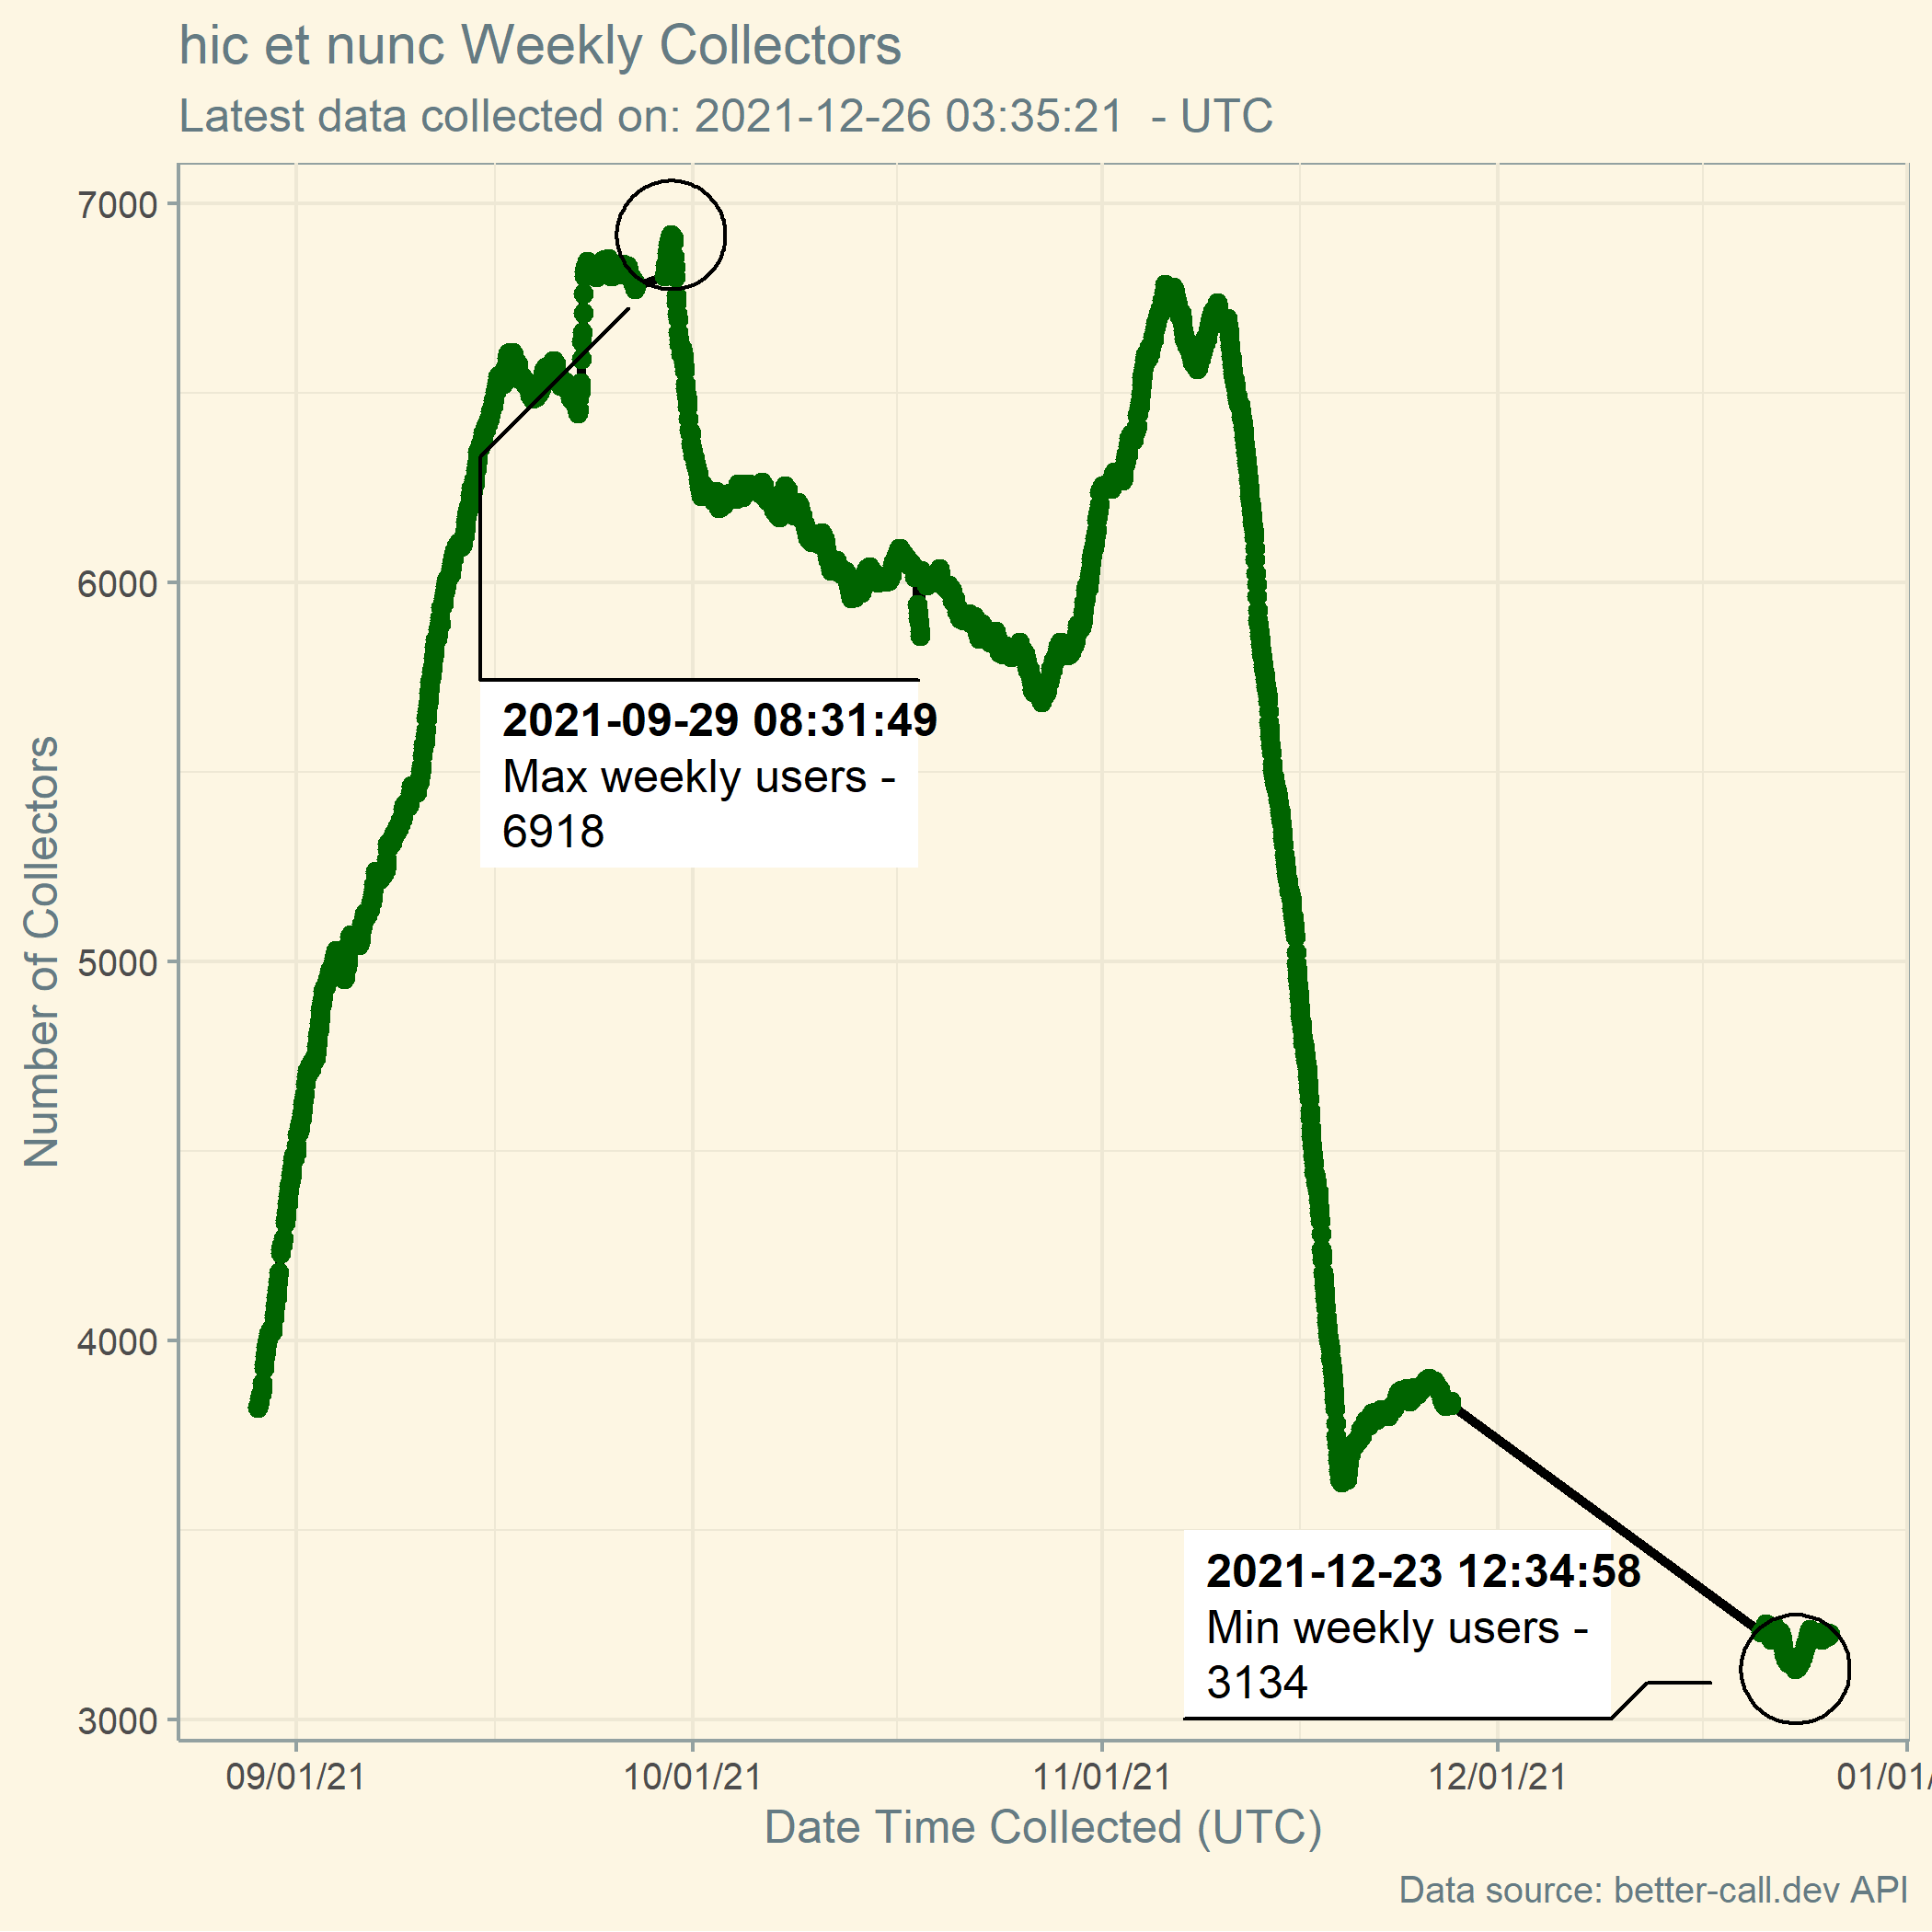 hic et nunc Weekly Collectors
Latest data collected on: 2021-12-26 03:35:21  - UTC
Number of Collectors
7000
6000
5000
4000
3000
2021-09-29 08:31:49
Max weekly users -
6918
2021-12-23 12:34:58
Min weekly users -
3134
09/01/21
10/01/21
11/01/21
12/01/21
01/01/
Date Time Collected (UTC)
Data source: better-call.dev API